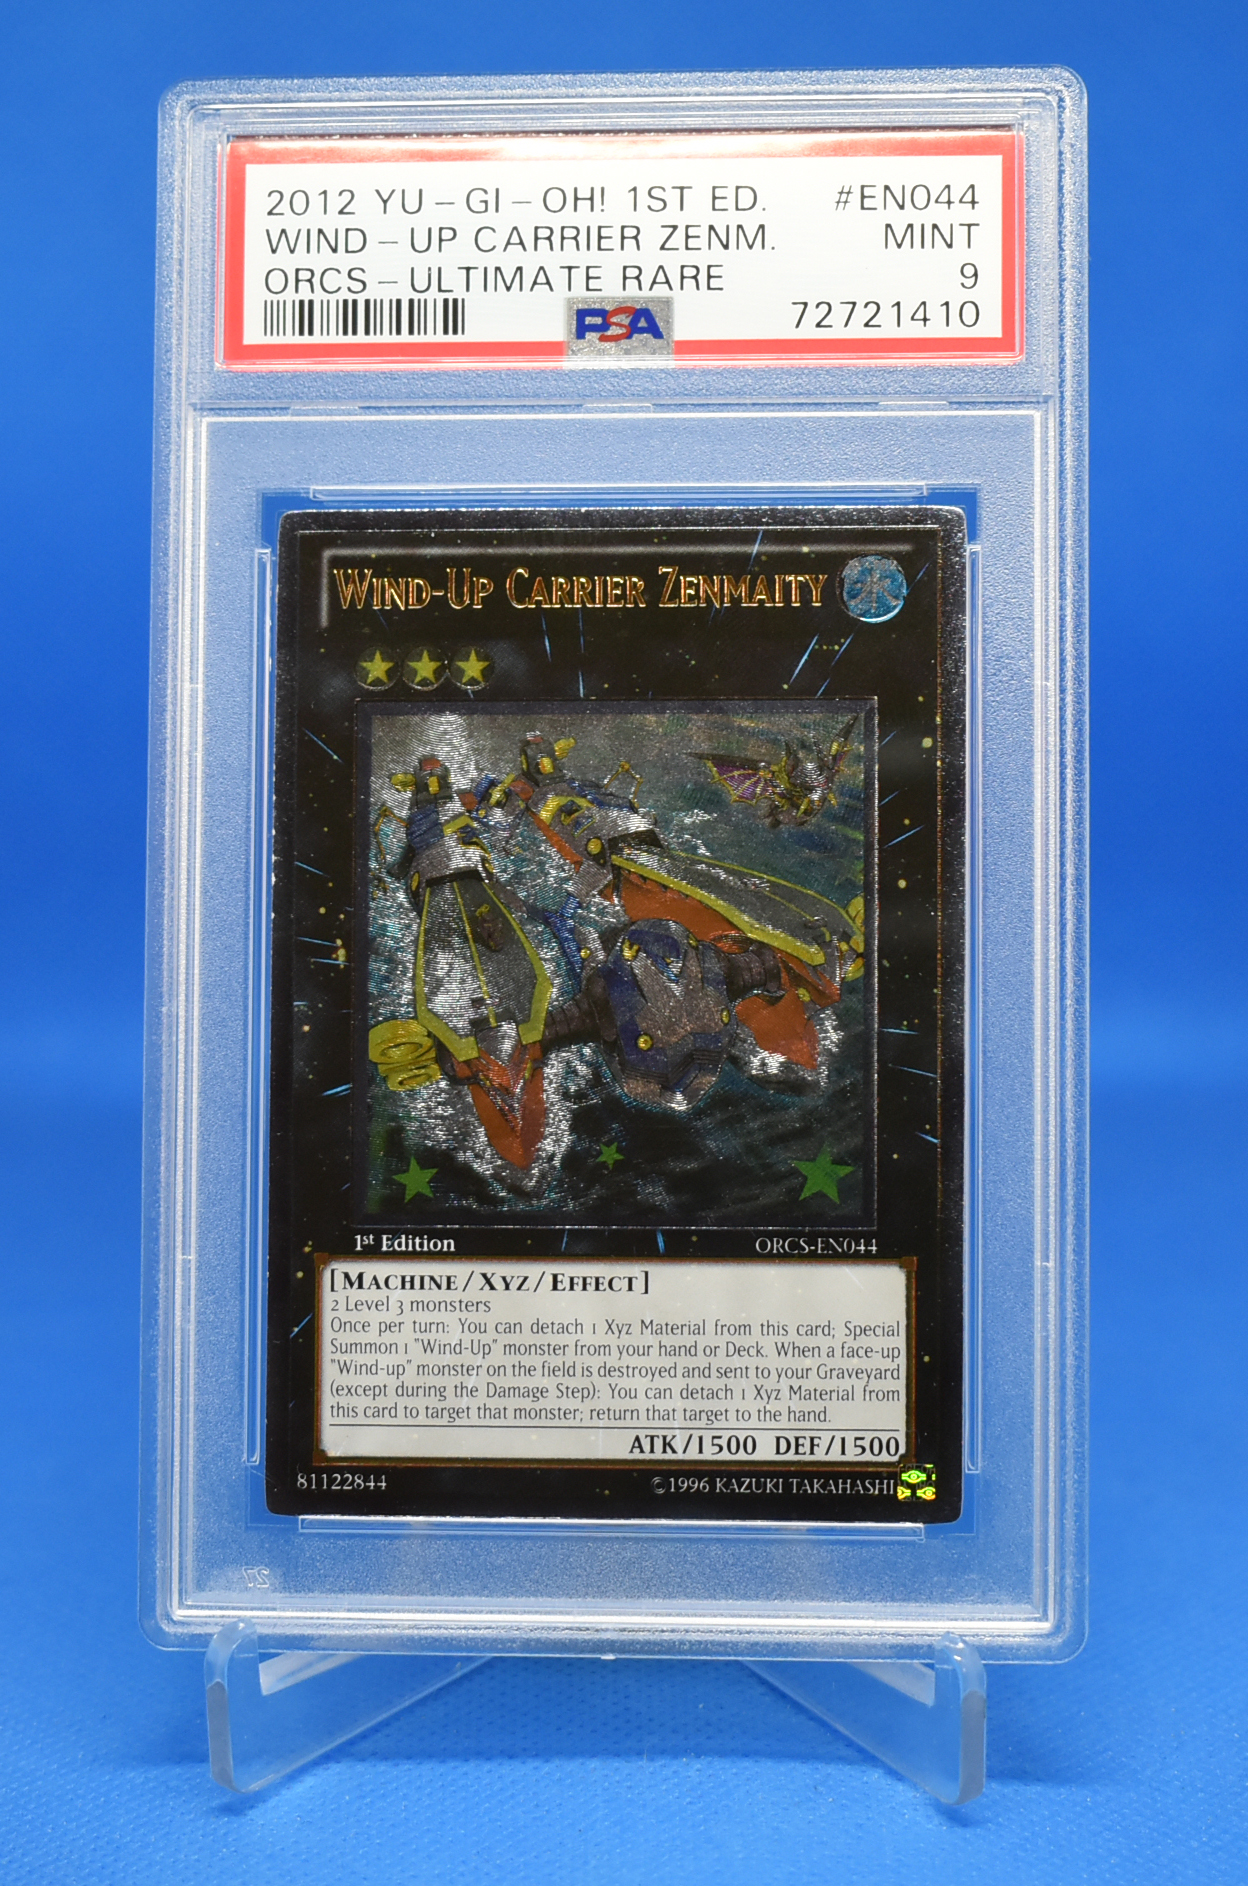 2012 YU-GI-OH! 1ST ED. #EN044
WIND-UP CARRIER ZENM. MINT
ORCS-ULTIMATE RARE 9
PSA 72721410
WIND-UP CARRIER ZENMAITY 水
1st Edition ORCS-EN044
[MACHINE/XYZ/EFFECT]
2 Level 3 monsters
Once per turn: You can detach 1 Xyz Material from this card; Special
Summon 1 "Wind-Up" monster from your hand or Deck. When a face-up
"Wind-up" monster on the field is destroyed and sent to your Graveyard
(except during the Damage Step): You can detach 1 Xyz Material from
this card to target that monster; return that target to the hand.
ATK/1500 DEF/1500
81122844 ©1996 KAZUKI TAKAHASHI
27